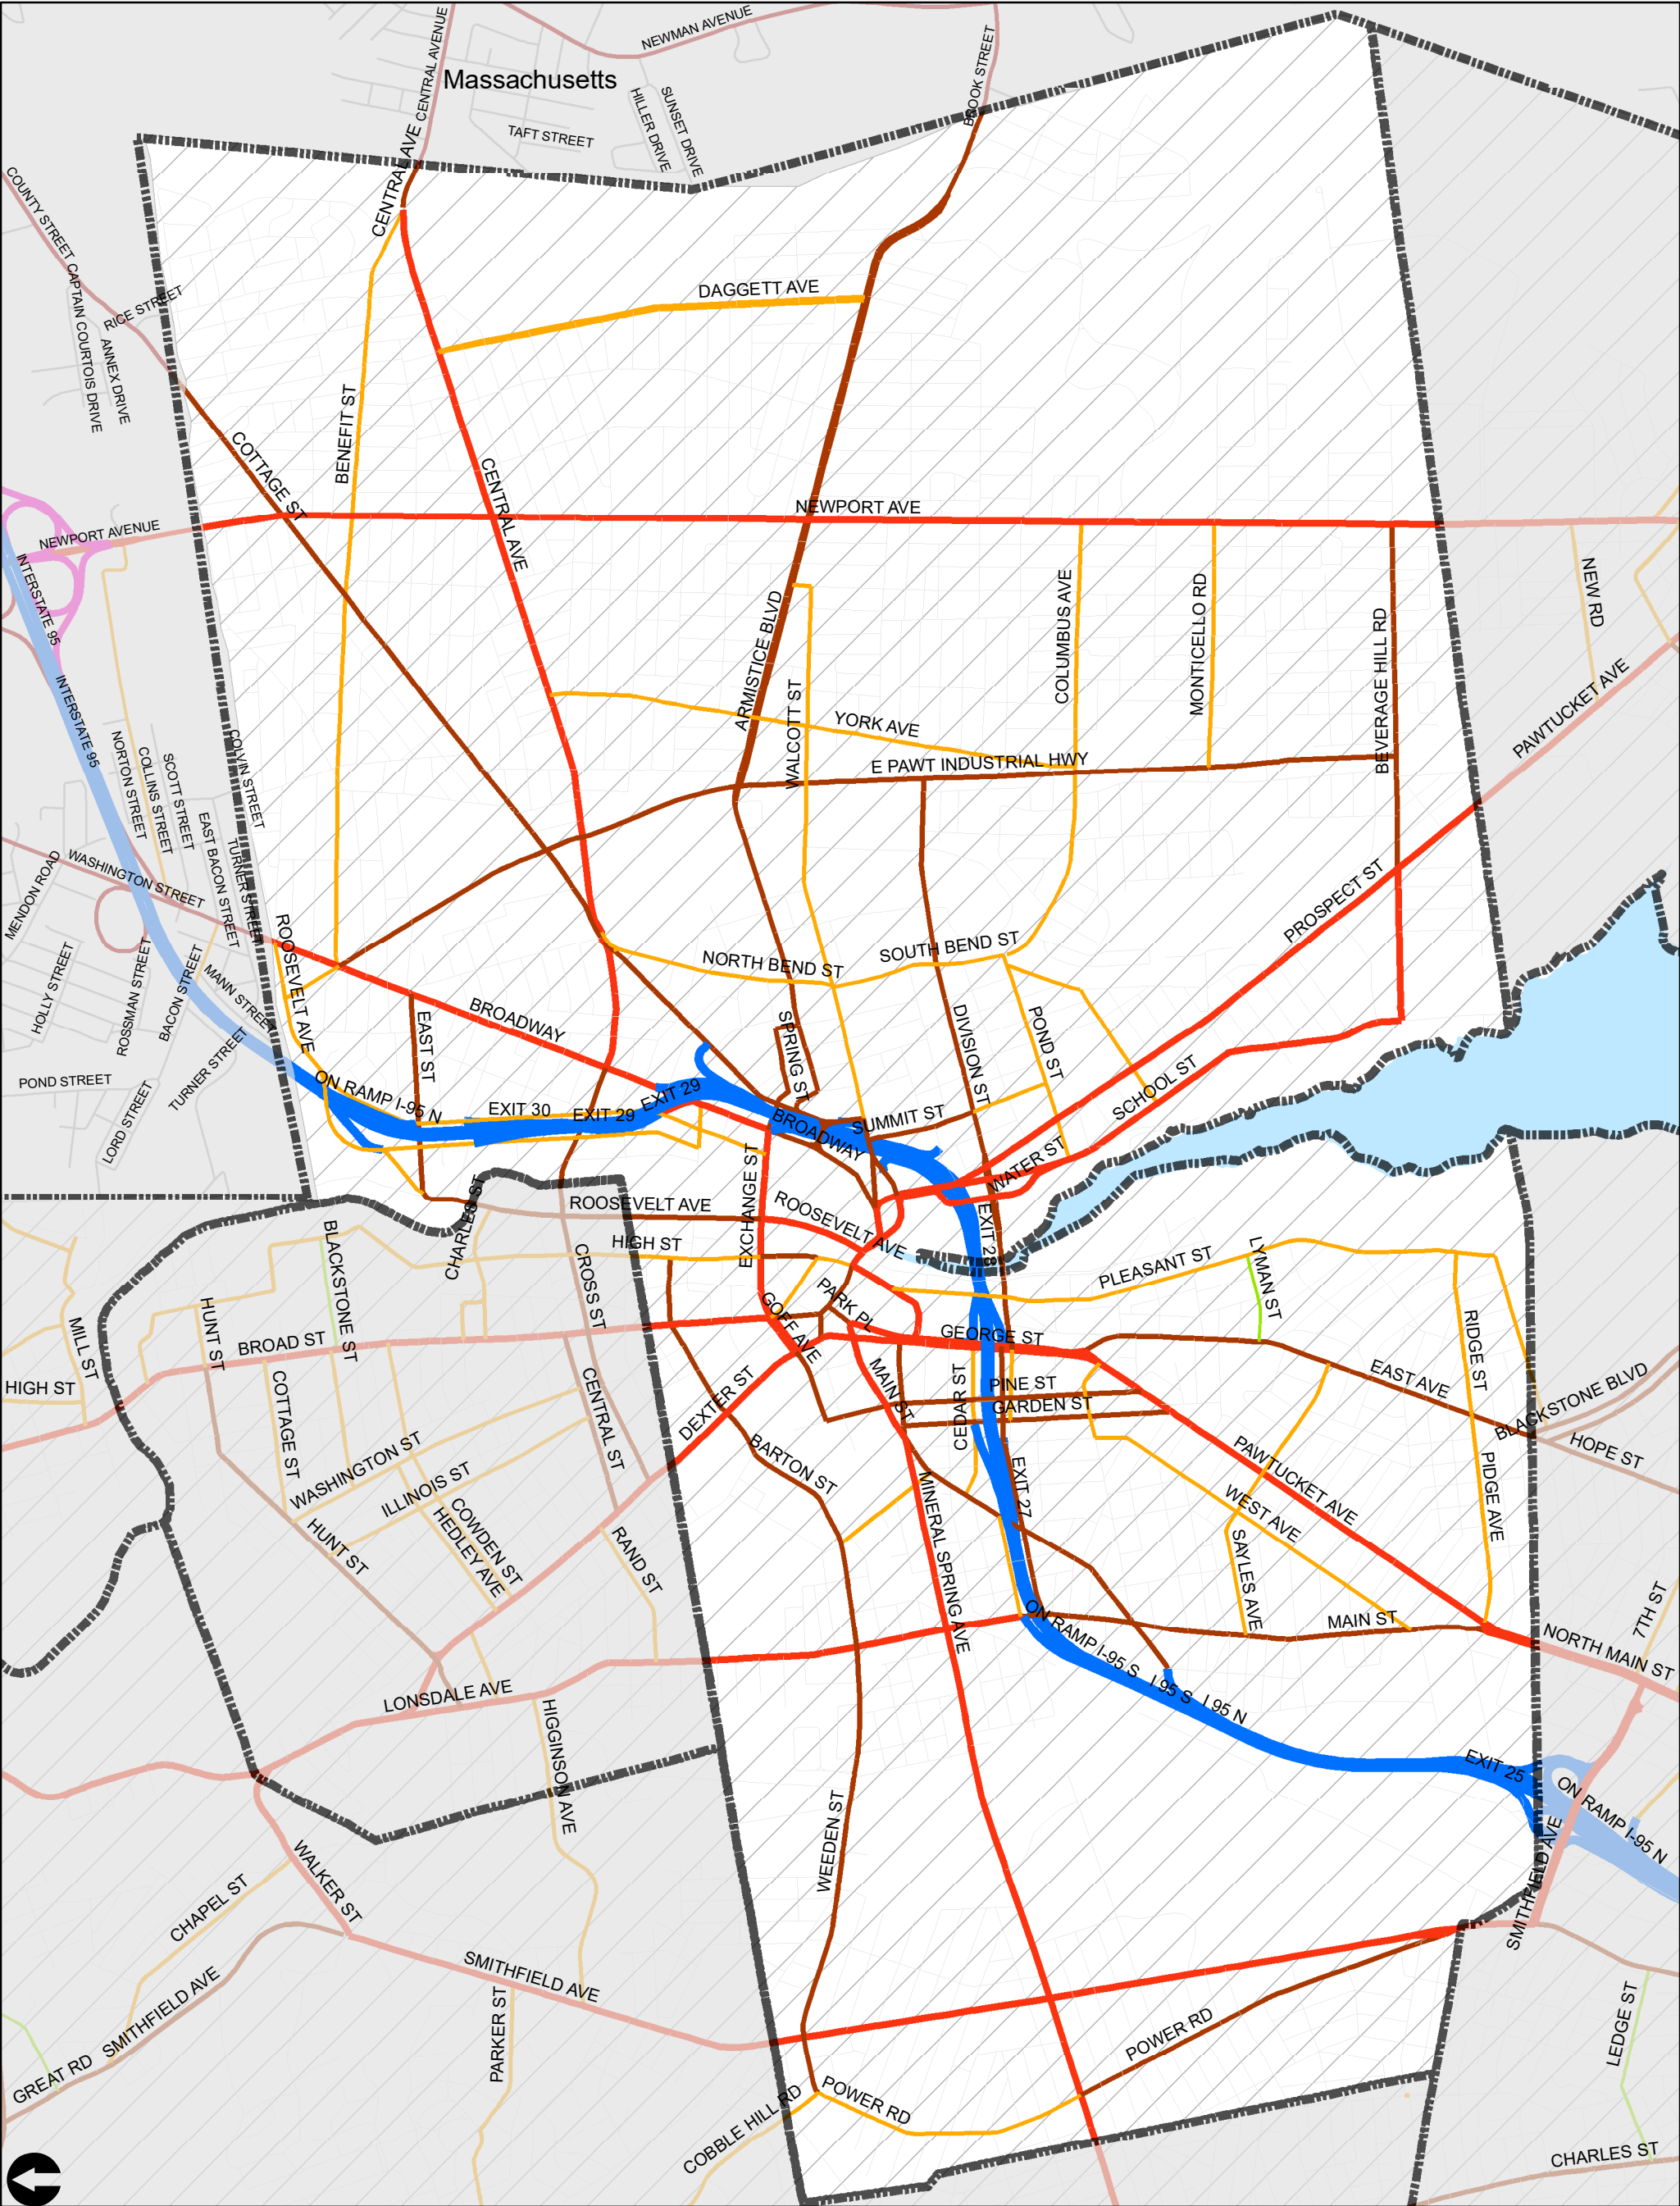 NEWMAN AVENUE
CENTRAL AVENUE
BROOK STREET
Massachusetts
HILLER DRIVE
SUNSET DRIVE
TAFT STREET
CENTRAL AVE
COUNTY STREET
CAPTAIN COURTOIS DRIVE
RICE STREET
ANNEX DRIVE
DAGGETT AVE
BENEFIT ST
COTTAGE ST
CENTRAL AVE
NEWPORT AVENUE
NEWPORT AVE
INTERSTATE 95
NEW RD
ARMISTICE BLVD
COLUMBUS AVE
MONTICELLO RD
BEVERAGE HILL RD
WALCOTT ST
YORK AVE
E PAWT INDUSTRIAL HWY
PAWTUCKET AVE
INTERSTATE 95
NORTON STREET
COLLINS STREET
SCOTT STREET
COLVIN STREET
EAST BACON STREET
TURNER STREET
WASHINGTON STREET
MENDON ROAD
HOLLY STREET
ROSSMAN STREET
BACON STREET
MANN STREET
TURNER STREET
POND STREET
LORD STREET
ROOSEVELT AVE
PROSPECT ST
NORTH BEND ST
SOUTH BEND ST
BROADWAY
EAST ST
SPRING ST
DIVISION ST
POND ST
SCHOOL ST
ON RAMP I-95 N
EXIT 30
EXIT 29
EXIT 29
BROADWAY
SUMMIT ST
WATER ST
EXCHANGE ST
CHARLES ST
ROOSEVELT AVE
ROOSEVELT AVE
EXIT 28
HIGH ST
BLACKSTONE ST
CROSS ST
PLEASANT ST
LYMAN ST
PARK PL
GOFF AVE
GEORGE ST
MILL ST
HUNT ST
BROAD ST
RIDGE ST
HIGH ST
COTTAGE ST
CENTRAL ST
DEXTER ST
MAIN ST
CEDAR ST
PINE ST
GARDEN ST
EAST AVE
BLACKSTONE BLVD
HOPE ST
WASHINGTON ST
ILLINOIS ST
COWDEN ST
HEDLEY AVE
HUNT ST
BARTON ST
MINERAL SPRING AVE
EXIT 27
PAWTUCKET AVE
WEST AVE
PIDGE AVE
RAND ST
SAYLES AVE
7TH ST
MAIN ST
ON RAMP I-95 S
I 95 S
I 95 N
NORTH MAIN ST
LONSDALE AVE
HIGGINSON AVE
EXIT 25
ON RAMP I-95 N
WEEDEN ST
SMITHFIELD AVE
CHAPEL ST
WALKER ST
SMITHFIELD AVE
SMITHFIELD AVE
PARKER ST
GREAT RD
POWER RD
POWER RD
COBBLE HILL RD
LEDGE ST
CHARLES ST